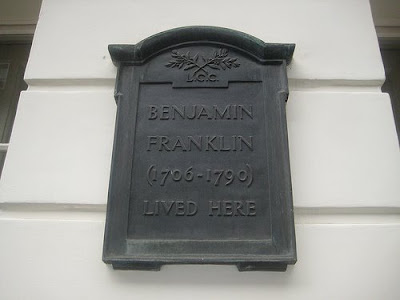 L.C.C.
BENJAMIN
FRANKLIN
(1706-1790)
LIVED HERE